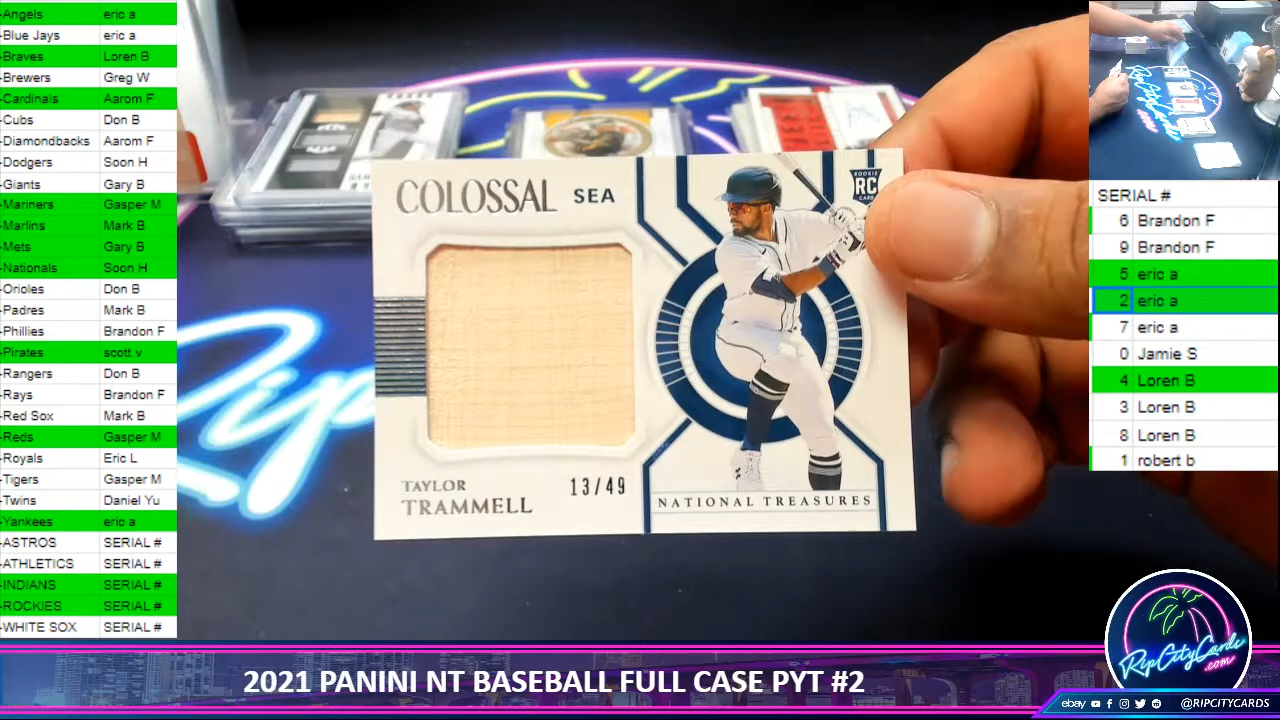 -Angels eric a
-Blue Jays eric a
-Braves Loren B
-Brewers Greg W
-Cardinals Aarom F
-Cubs Don B
-Diamondbacks Aarom F
-Dodgers Soon H
-Giants Gary B
-Mariners Gasper M
-Marlins Mark B
-Mets Gary B
-Nationals Soon H
-Orioles Don B
-Padres Mark B
-Phillies Brandon F
-Pirates scott v
-Rangers Don B
-Rays Brandon F
-Red Sox Mark B
-Reds Gasper M
-Royals Eric L
-Tigers Gasper M
-Twins Daniel Yu
-Yankees eric a
-ASTROS SERIAL #
-ATHLETICS SERIAL #
-INDIANS SERIAL #
-ROCKIES SERIAL #
-WHITE SOX SERIAL #
COLOSSAL SEA
ROOKIE
RC
CARD
TAYLOR
TRAMMELL
13/49
NATIONAL TREASURES
Rip
SERIAL #
6 Brandon F
9 Brandon F
5 eric a
2 eric a
7 eric a
0 Jamie S
4 Loren B
3 Loren B
8 Loren B
1 robert b
RipCityCards
.com
2021 PANINI NT BASEBALL FULL CASE PYT #2
ebay @RIPCITYCARDS